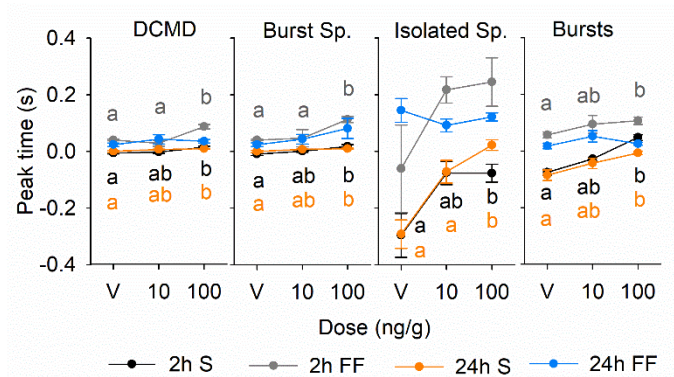 DCMD Burst Sp. Isolated Sp. Bursts
Peak time (s)
0.4
0.2
0.0
-0.2
-0.4
a a b
a ab b
a ab b
a a b
a ab b
a ab b
a ab b
a a b
a ab b
a ab b
a ab b
V 10 100 V 10 100 V 10 100 V 10 100
Dose (ng/g)
2h S 2h FF 24h S 24h FF